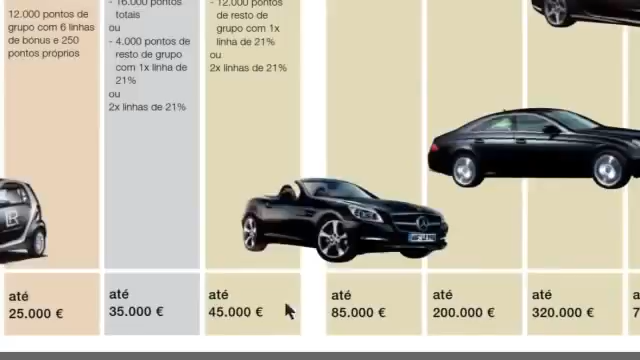 12.000 pontos de
grupo com 6 linhas
de bónus e 250
pontos próprios
- 16.000 pontos
totais
ou
- 4.000 pontos de
resto de grupo
com 1x linha de
21%
ou
2x linhas de 21%
- 12.000 pontos
de resto de
grupo com 1x
linha de 21%
ou
2x linhas de 21%
LR
até
25.000 €
até
35.000 €
até
45.000 €
até
85.000 €
até
200.000 €
até
320.000 €